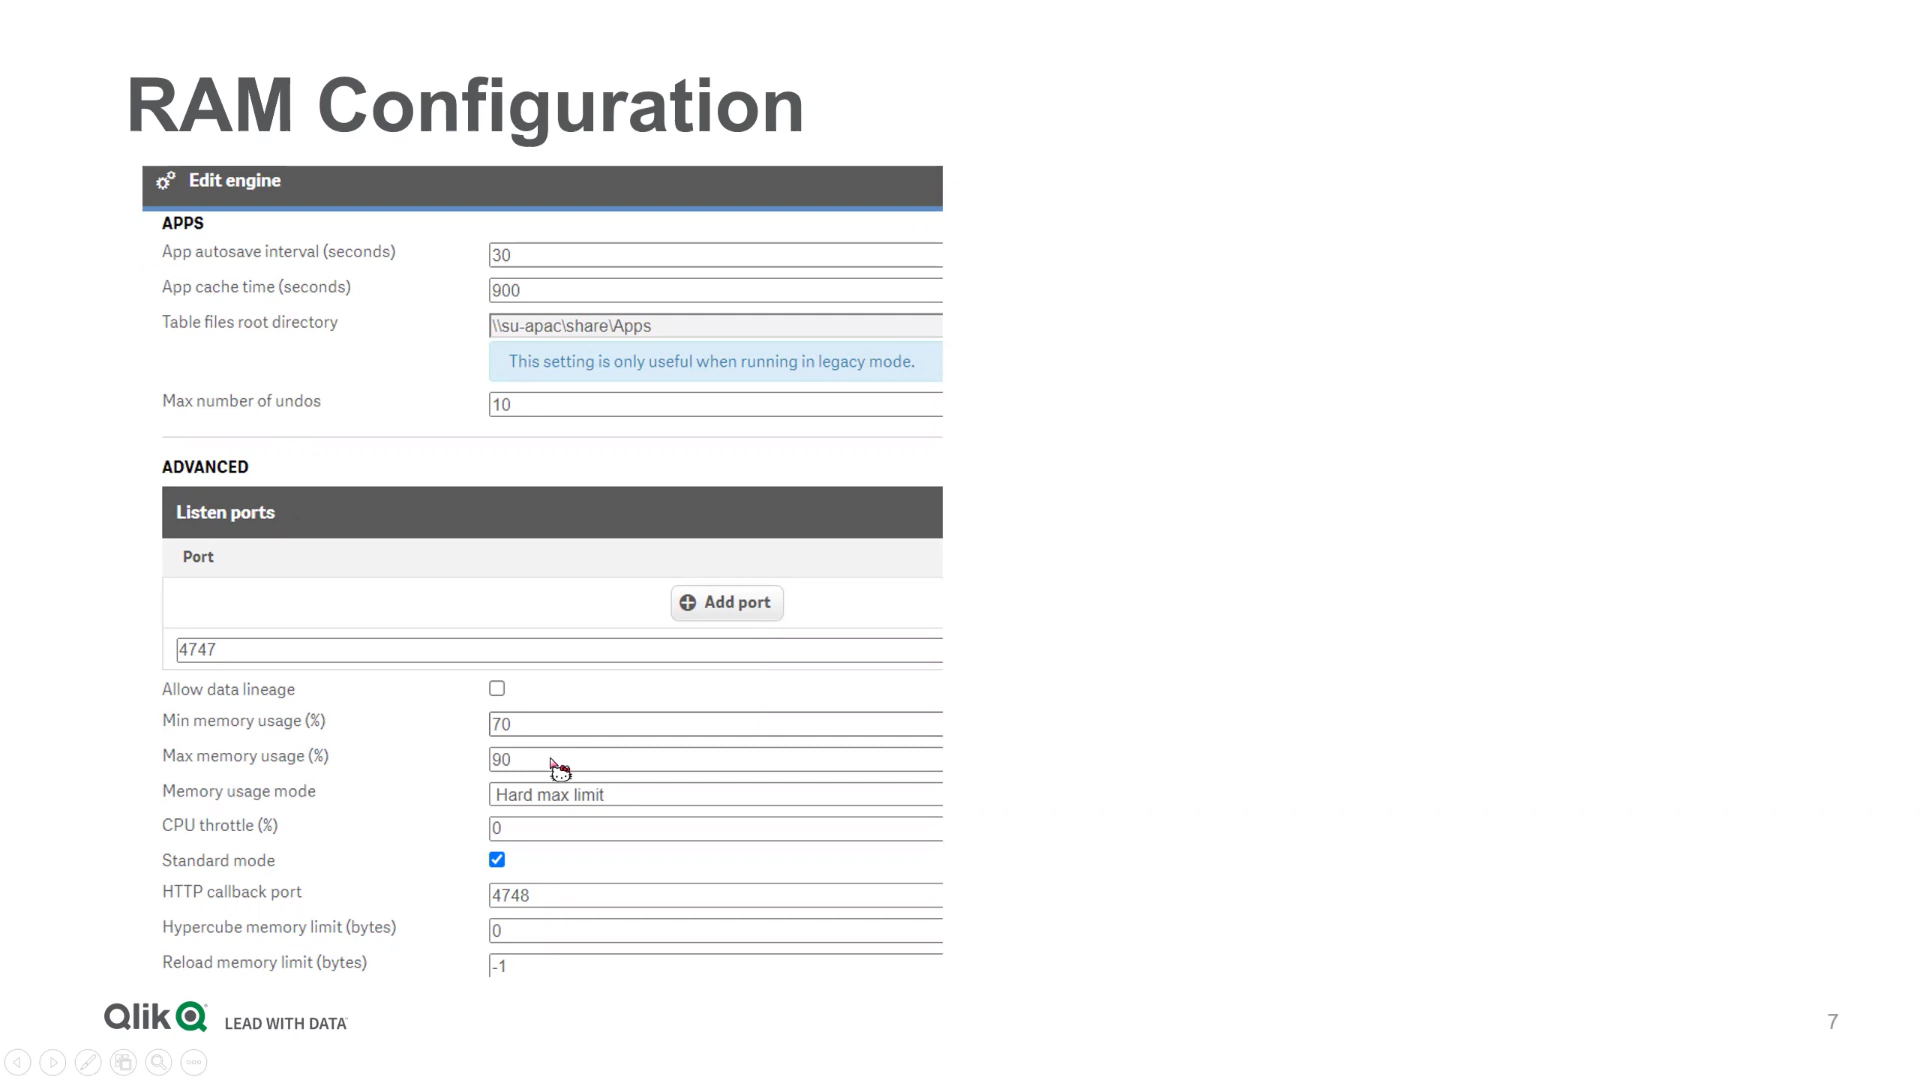 RAM Configuration
Edit engine
APPS
App autosave interval (seconds) 30
App cache time (seconds) 900
Table files root directory \\su-apac\share\Apps
This setting is only useful when running in legacy mode.
Max number of undos 10
ADVANCED
Listen ports
Port
Add port
4747
Allow data lineage
Min memory usage (%) 70
Max memory usage (%) 90
Memory usage mode Hard max limit
CPU throttle (%) 0
Standard mode
HTTP callback port 4748
Hypercube memory limit (bytes) 0
Reload memory limit (bytes) -1
Qlik LEAD WITH DATA
7